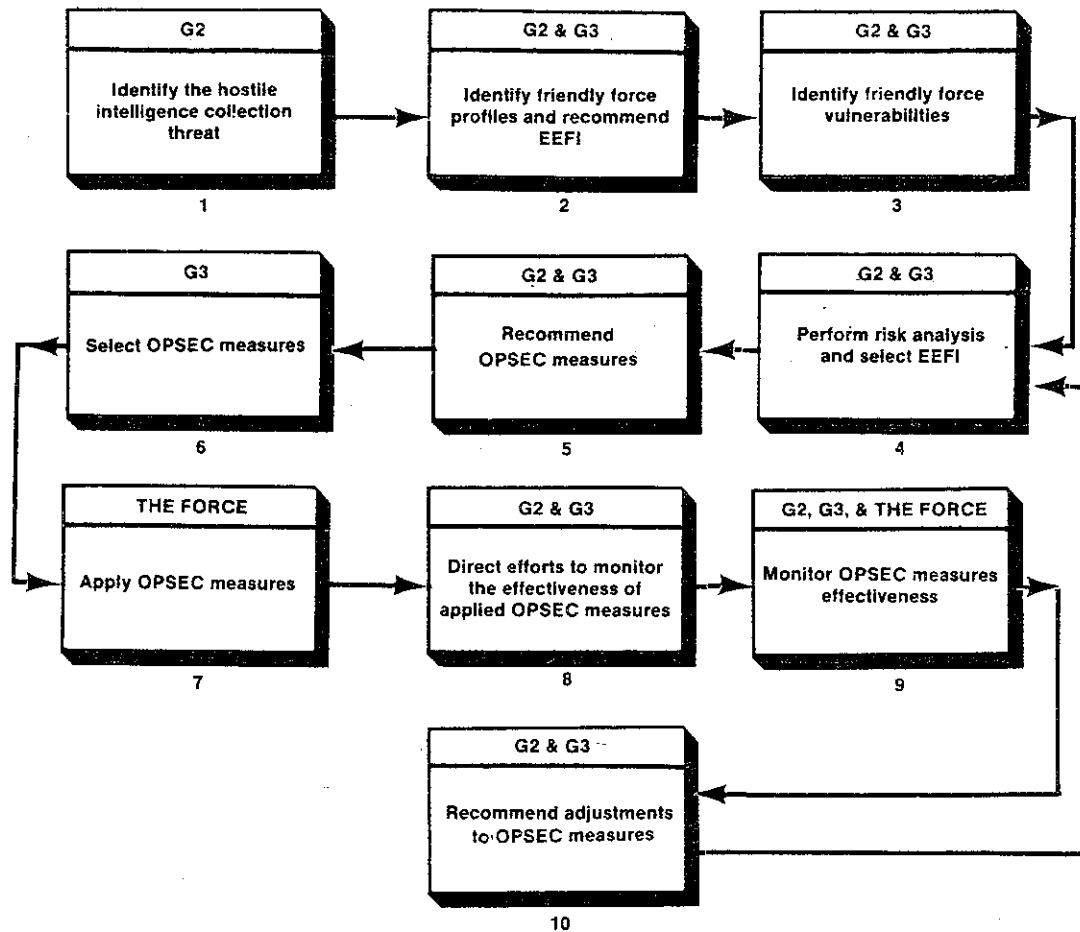 G2
Identify the hostile
intelligence collection
threat
1
G2 & G3
Identify friendly force
profiles and recommend
EEFI
2
G2 & G3
Identify friendly force
vulnerabilities
3
G2 & G3
Perform risk analysis
and select EEFI
4
G2 & G3
Recommend
OPSEC measures
5
G3
Select OPSEC measures
6
THE FORCE
Apply OPSEC measures
7
G2 & G3
Direct efforts to monitor
the effectiveness of
applied OPSEC measures
8
G2, G3, & THE FORCE
Monitor OPSEC measures
effectiveness
9
G2 & G3
Recommend adjustments
to OPSEC measures
10